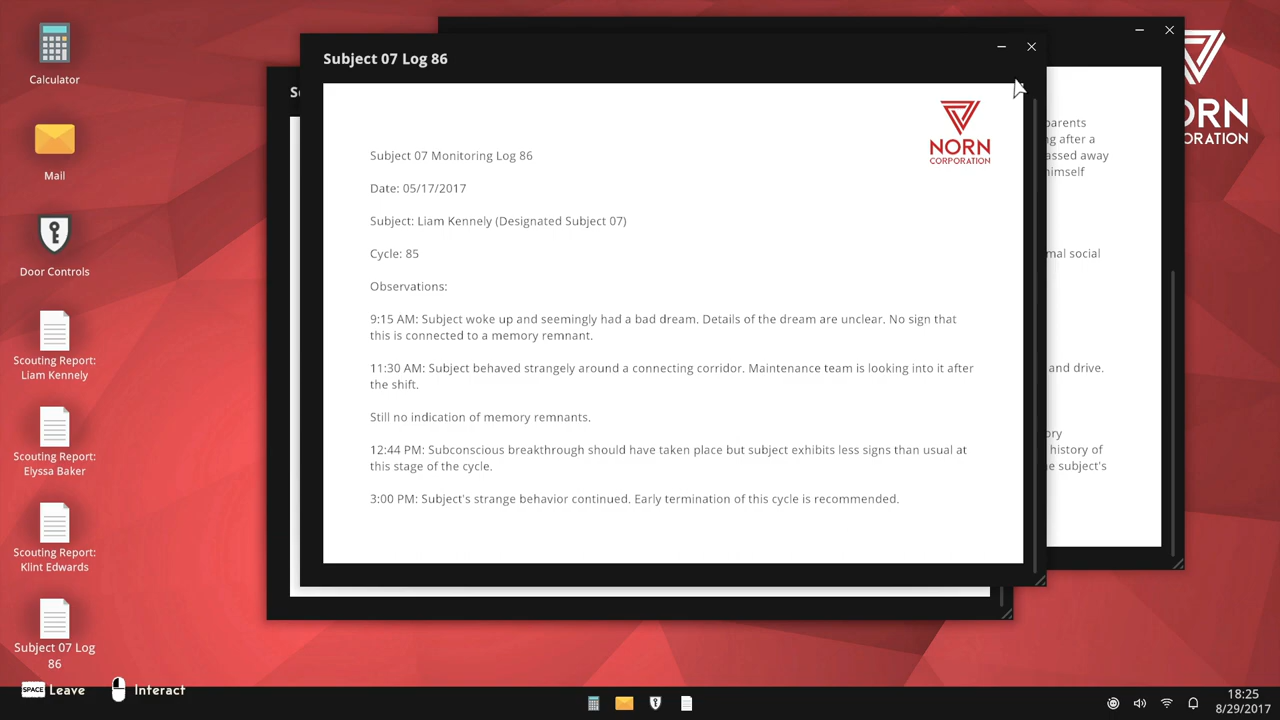 Calculator
Mail
Door Controls
Scouting Report:
Liam Kennely
Scouting Report:
Elyssa Baker
Scouting Report:
Klint Edwards
Subject 07 Log
86
Subject 07 Log 86
NORN
CORPORATION
Subject 07 Monitoring Log 86
Date: 05/17/2017
Subject: Liam Kennely (Designated Subject 07)
Cycle: 85
Observations:
9:15 AM: Subject woke up and seemingly had a bad dream. Details of the dream are unclear. No sign that
this is connected to a memory remnant.
11:30 AM: Subject behaved strangely around a connecting corridor. Maintenance team is looking into it after
the shift.
Still no indication of memory remnants.
12:44 PM: Subconscious breakthrough should have taken place but subject exhibits less signs than usual at
this stage of the cycle.
3:00 PM: Subject's strange behavior continued. Early termination of this cycle is recommended.
parents
after a
away
himself
social
and drive.
history of
subject's
CORPORATION
SPACE Leave
Interact
18:25
8/29/2017